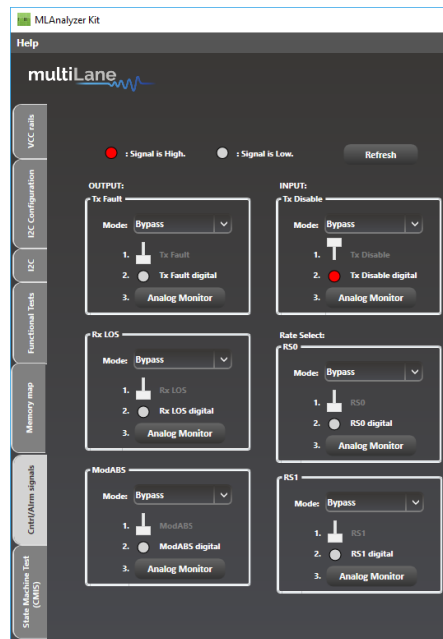 MLAnalyzer Kit
Help
multiLane
VCC rails
I2C Configuration
I2C
Functional Tests
Memory map
Cntrl/Alrm signals
State Machine Test
(CMIS)
: Signal is High.
: Signal is Low.
Refresh
OUTPUT:
Tx Fault
Mode: Bypass
1. Tx Fault
2. Tx Fault digital
3. Analog Monitor
INPUT:
Tx Disable
Mode: Bypass
1. Tx Disable
2. Tx Disable digital
3. Analog Monitor
Rx LOS
Mode: Bypass
1. Rx LOS
2. Rx LOS digital
3. Analog Monitor
Rate Select:
RS0
Mode: Bypass
1. RS0
2. RS0 digital
3. Analog Monitor
ModABS
Mode: Bypass
1. ModABS
2. ModABS digital
3. Analog Monitor
RS1
Mode: Bypass
1. RS1
2. RS1 digital
3. Analog Monitor